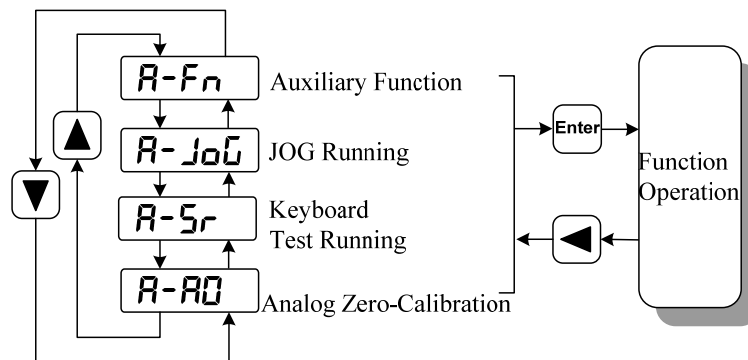 A-Fn
Auxiliary Function
A-JoG
JOG Running
A-Sr
Keyboard
Test Running
A-A0
Analog Zero-Calibration
Enter
Function
Operation